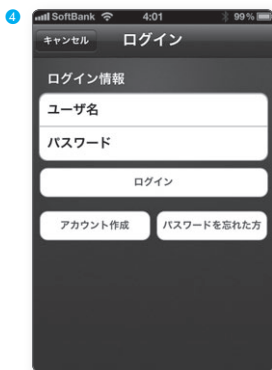 4
SoftBank 4:01 99%
キャンセル ログイン
ログイン情報
ユーザ名
パスワード
ログイン
アカウント作成 パスワードを忘れた方